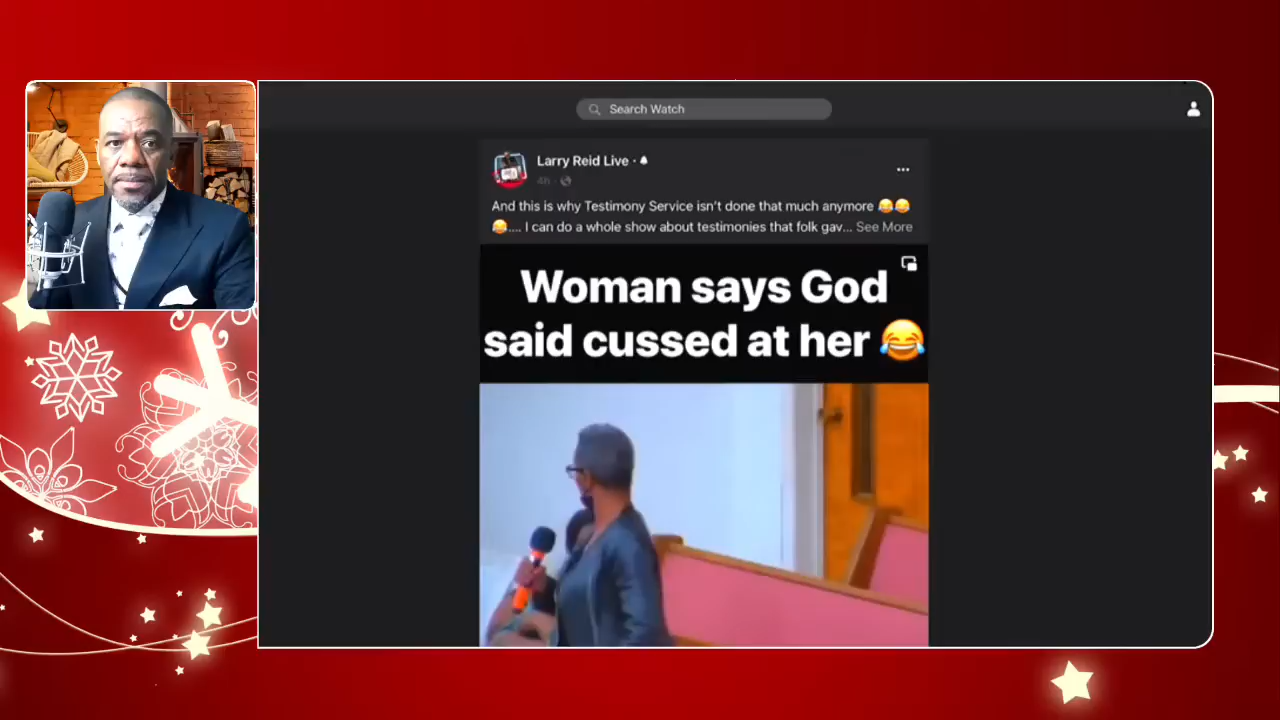 Search Watch
Larry Reid Live ·
4h ·
And this is why Testimony Service isn't done that much anymore 😂😂
😂.... I can do a whole show about testimonies that folk gav... See More
Woman says God
said cussed at her 😂